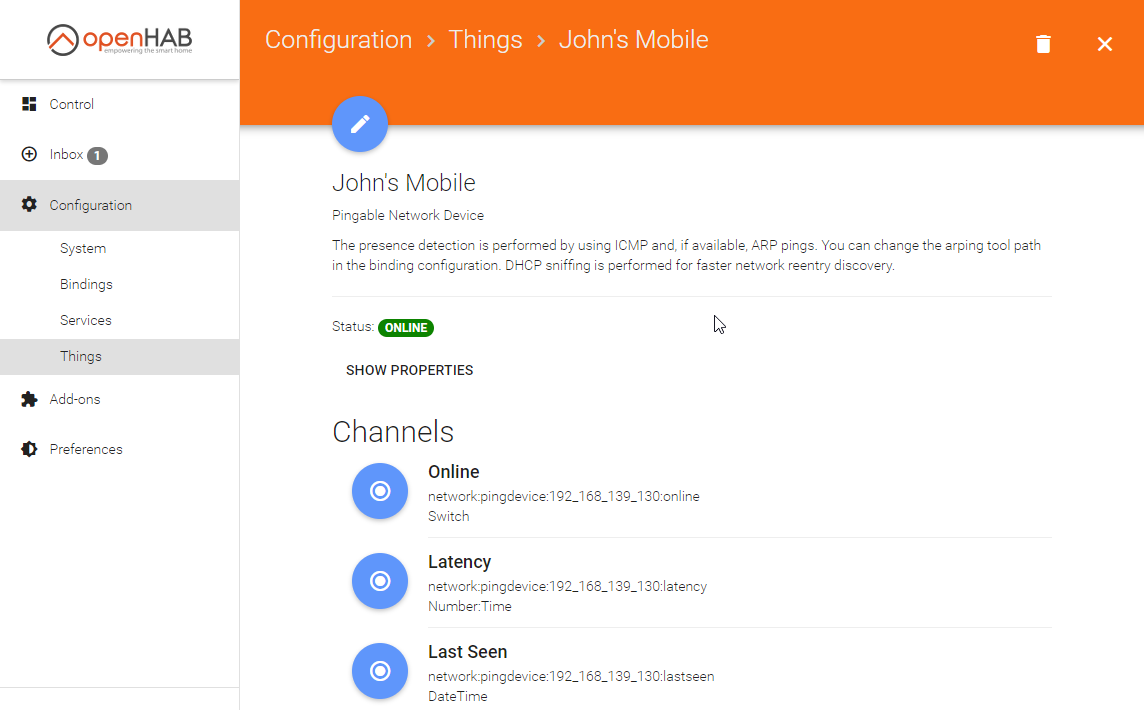 openHAB
empowering the smart home
Control
Inbox 1
Configuration
System
Bindings
Services
Things
Add-ons
Preferences
Configuration > Things > John's Mobile
John's Mobile
Pingable Network Device
The presence detection is performed by using ICMP and, if available, ARP pings. You can change the arping tool path
in the binding configuration. DHCP sniffing is performed for faster network reentry discovery.
Status: ONLINE
SHOW PROPERTIES
Channels
Online
network:pingdevice:192_168_139_130:online
Switch
Latency
network:pingdevice:192_168_139_130:latency
Number:Time
Last Seen
network:pingdevice:192_168_139_130:lastseen
DateTime